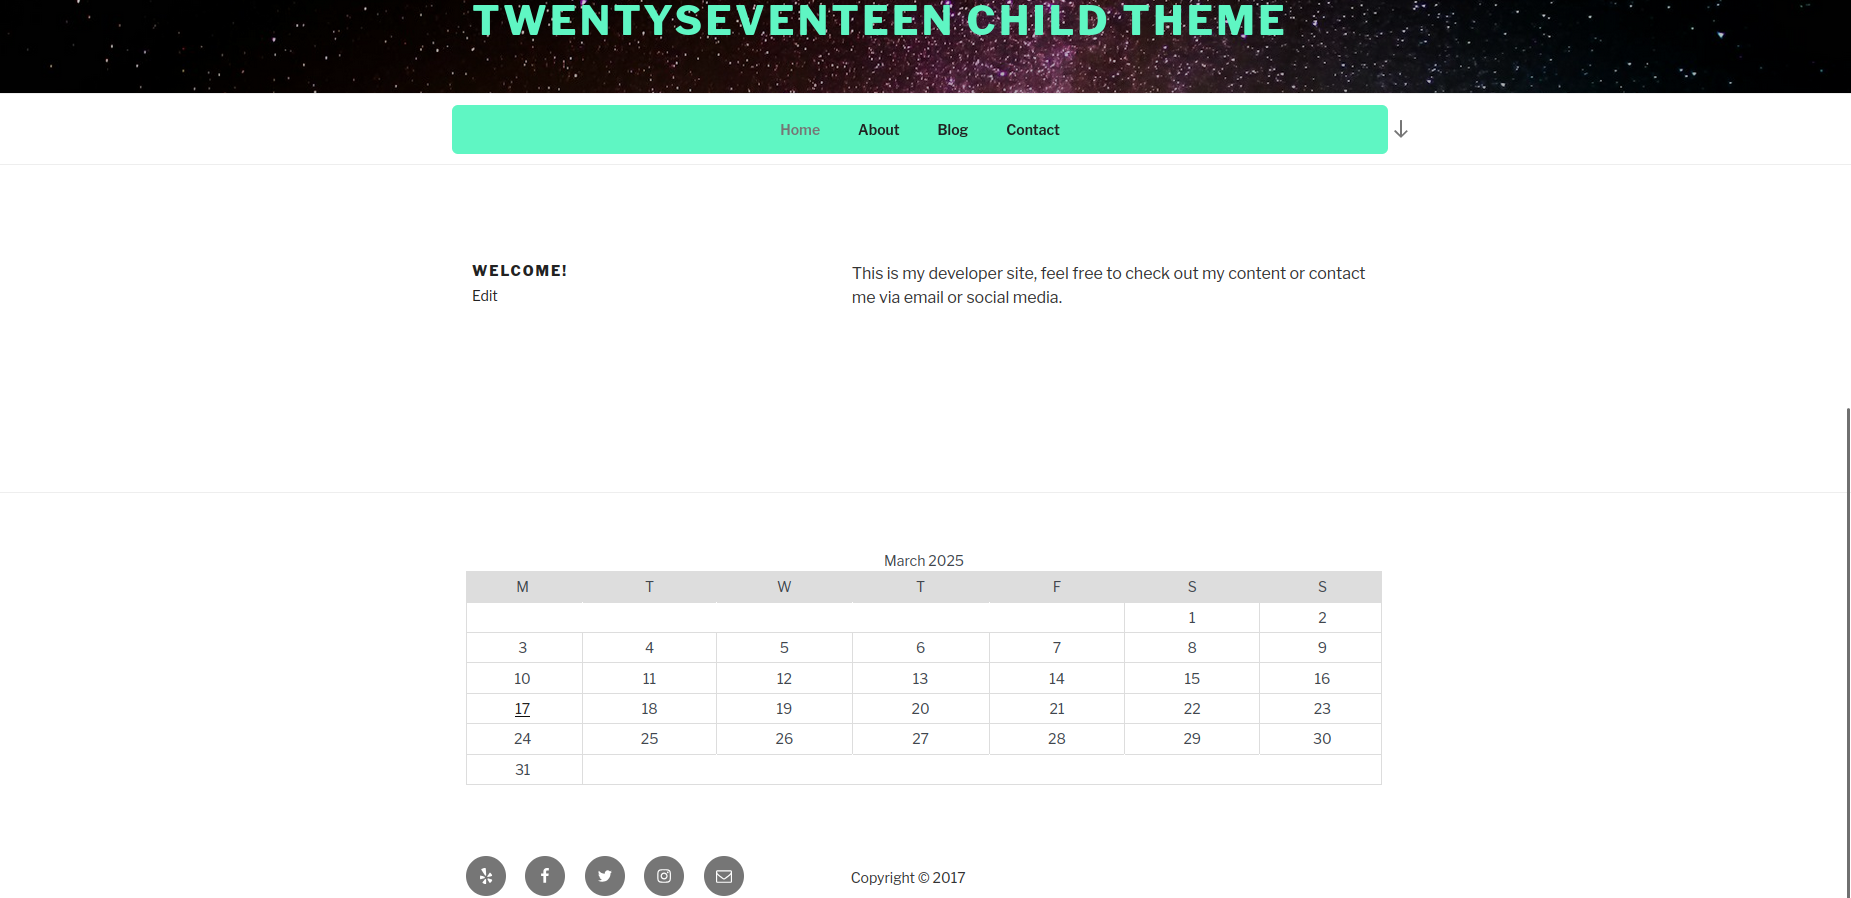 TWENTYSEVENTEEN CHILD THEME
Home About Blog Contact
WELCOME!
Edit
This is my developer site, feel free to check out my content or contact
me via email or social media.
March 2025
M T W T F S S
1 2
3 4 5 6 7 8 9
10 11 12 13 14 15 16
17 18 19 20 21 22 23
24 25 26 27 28 29 30
31
Copyright © 2017